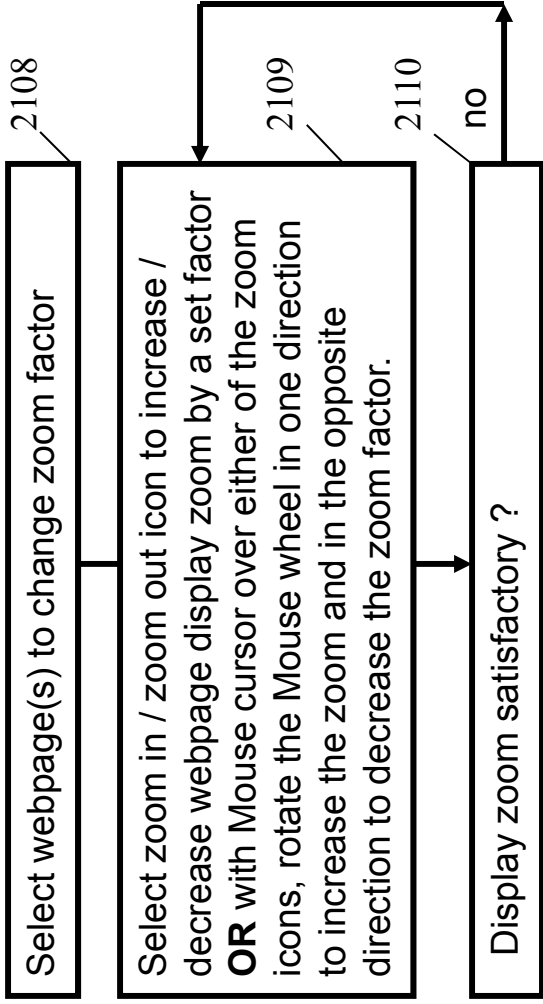 Select webpage(s) to change zoom factor
2108
Select zoom in / zoom out icon to increase /
decrease webpage display zoom by a set factor
OR with Mouse cursor over either of the zoom
icons, rotate the Mouse wheel in one direction
to increase the zoom and in the opposite
direction to decrease the zoom factor.
2109
Display zoom satisfactory ?
2110
no